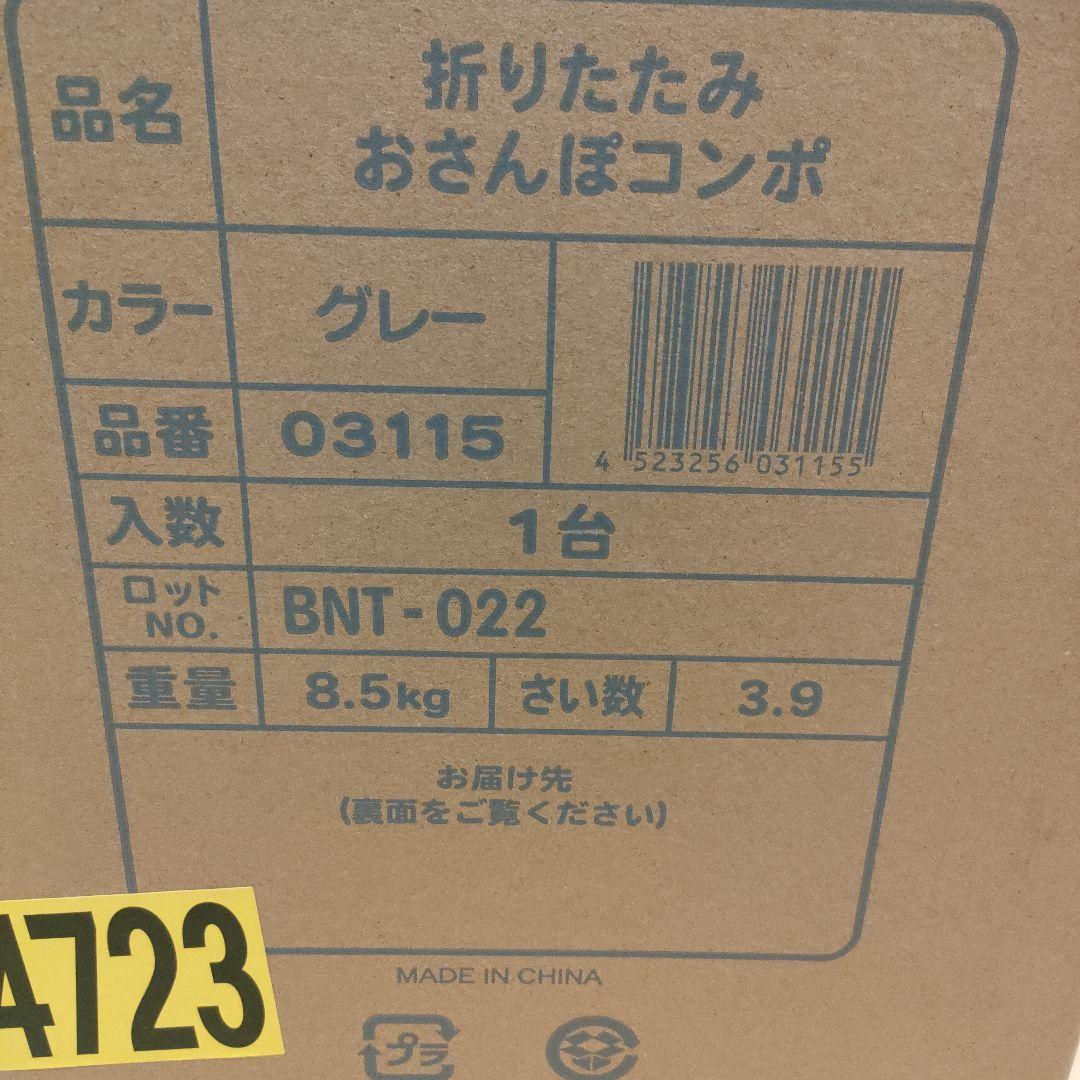 品名
折りたたみ
おさんぽコンポ
カラー
グレー
品番
03115
4 523256 031155
入数
1台
ロット
NO.
BNT-022
重量
8.5kg
さい数
3.9
お届け先
(裏面をご覧ください)
4723
MADE IN CHINA
プラ